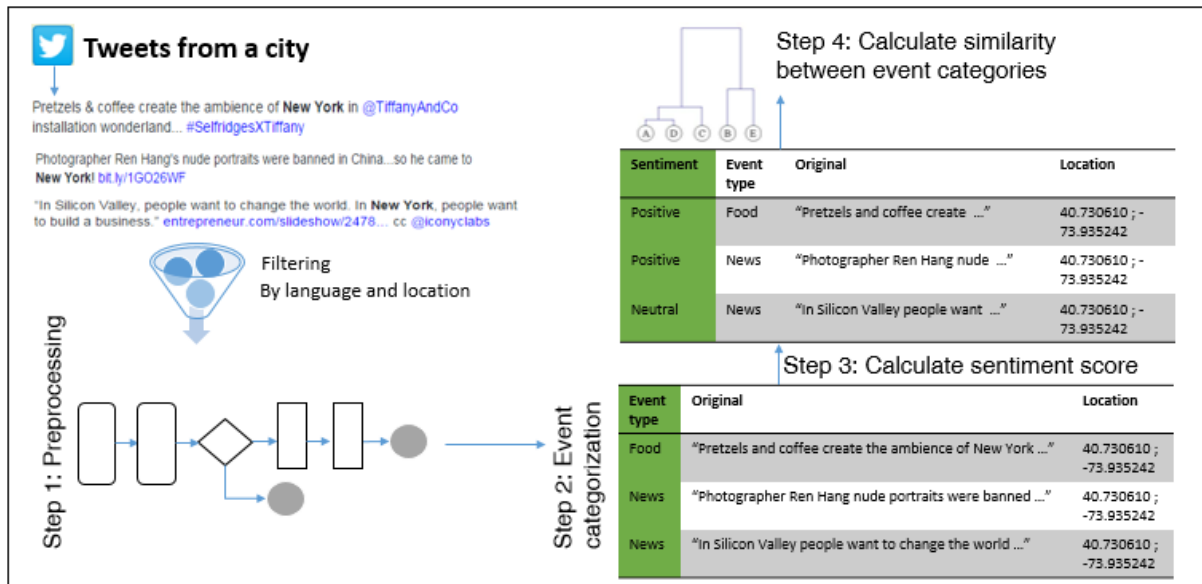 Tweets from a city
Pretzels & coffee create the ambience of New York in @TiffanyAndCo
installation wonderland... #SelfridgesXTiffany
Photographer Ren Hang's nude portraits were banned in China...so he came to
New York! bit.ly/1GO26WF
“In Silicon Valley, people want to change the world. In New York, people want
to build a business.” entrepreneur.com/slideshow/2478... cc @iconyclabs
Filtering
By language and location
Step 1: Preprocessing
Step 2: Event
categorization
Event
type
Original
Location
Food
“Pretzels and coffee create the ambience of New York ...”
40.730610 ;
-73.935242
News
“Photographer Ren Hang nude portraits were banned ...”
40.730610 ;
-73.935242
News
“In Silicon Valley people want to change the world ...”
40.730610 ;
-73.935242
Step 3: Calculate sentiment score
Sentiment
Event
type
Original
Location
Positive
Food
“Pretzels and coffee create ...”
40.730610 ; -
73.935242
Positive
News
“Photographer Ren Hang nude ...”
40.730610 ; -
73.935242
Neutral
News
“In Silicon Valley people want ...”
40.730610 ; -
73.935242
A D C B E
Step 4: Calculate similarity
between event categories